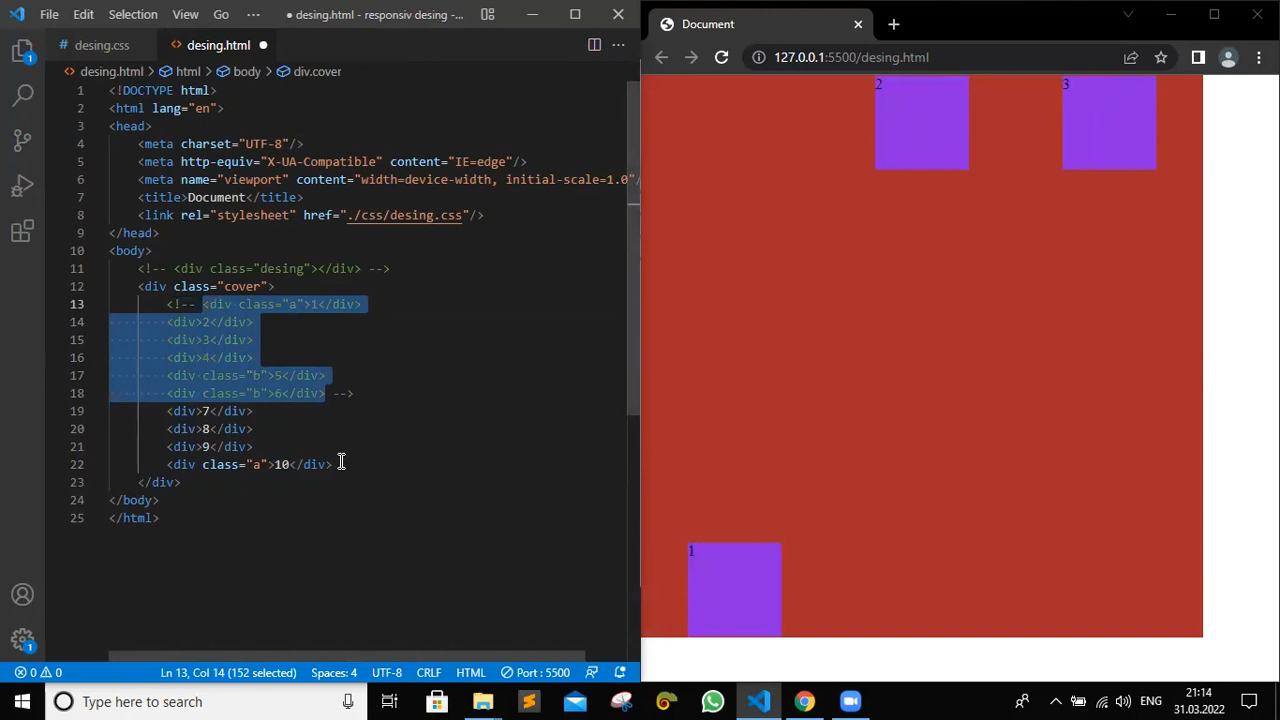 File Edit Selection View Go ··· ● desing.html - responsiv desing -...
desing.css desing.html ●
desing.html > html > body > div.cover
1 <!DOCTYPE html>
2 <html lang="en">
3 <head>
4 <meta charset="UTF-8"/>
5 <meta http-equiv="X-UA-Compatible" content="IE=edge"/>
6 <meta name="viewport" content="width=device-width, initial-scale=1.0"/
7 <title>Document</title>
8 <link rel="stylesheet" href="./css/desing.css"/>
9 </head>
10 <body>
11 <!-- <div class="desing"></div> -->
12 <div class="cover">
13 <!-- <div class="a">1</div>
14 <div>2</div>
15 <div>3</div>
16 <div>4</div>
17 <div class="b">5</div>
18 <div class="b">6</div> -->
19 <div>7</div>
20 <div>8</div>
21 <div>9</div>
22 <div class="a">10</div>
23 </div>
24 </body>
25 </html>
1
1
0 0 Ln 13, Col 14 (152 selected) Spaces: 4 UTF-8 CRLF HTML Port : 5500
Document
127.0.0.1:5500/desing.html
2 3
1
Type here to search
ENG
21:14
31.03.2022